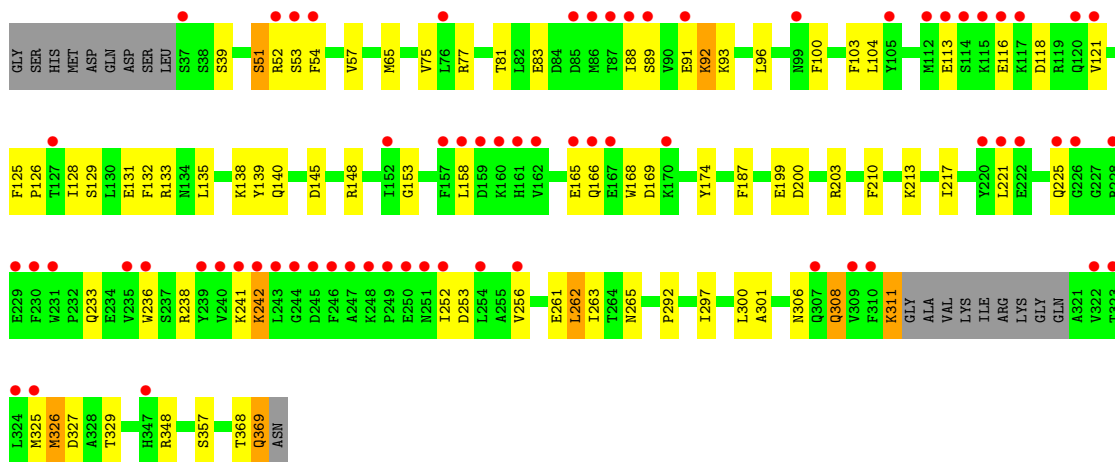 GLY SER HIS MET ASP GLN ASP SER LEU S37 S38 S39 S51 R52 S53 F54 V57 M65 V75 L76 R77 T81 L82 E83 D84 D85 M86 T87 I88 S89 V90 E91 K92 K93 L96 N99 F100 F103 L104 Y105 M112 E113 S114 K115 E116 K117 D118 R119 Q120 V121
F125 P126 T127 I128 S129 L130 E131 F132 R133 N134 L135 K138 Y139 Q140 D145 R148 I152 G153 F157 L158 D159 K160 H161 V162 E165 Q166 E167 W168 D169 K170 Y174 F187 E199 D200 R203 F210 K213 I217 Y220 L221 E222 Q225 G226 G227 P228
E229 F230 W231 P232 Q233 E234 V235 W236 S237 R238 Y239 V240 K241 K242 L243 G244 D245 F246 A247 K248 P249 E250 N251 I252 D253 L254 A255 V256 E261 L262 I263 T264 N265 P292 I297 L300 A301 N306 Q307 Q308 V309 F310 K311 GLY ALA VAL LYS ILE ARG LYS GLY GLN A321 V322 T323
L324 M325 M326 D327 A328 T329 H347 R348 S357 T368 Q369 ASN